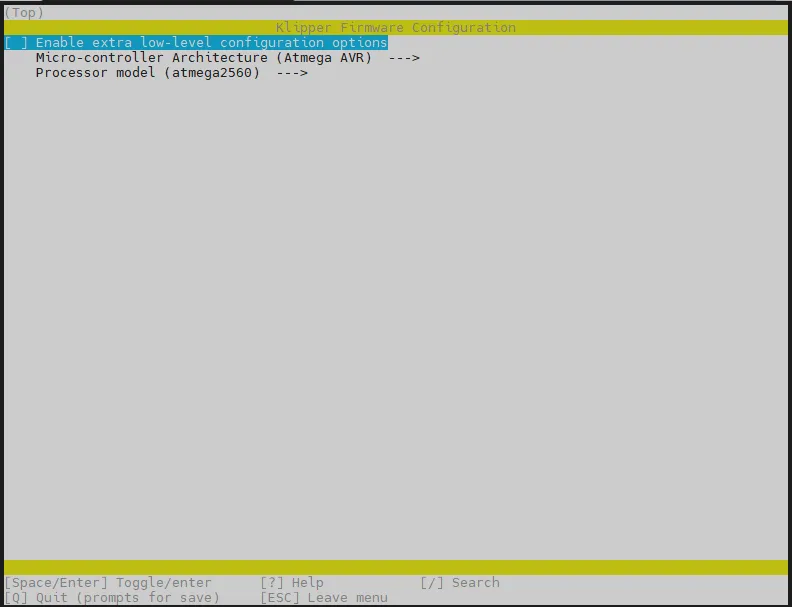 (Top)
Klipper Firmware Configuration
[ ] Enable extra low-level configuration options
Micro-controller Architecture (Atmega AVR)  --->
Processor model (atmega2560)  --->
[Space/Enter] Toggle/enter      [?] Help            [/] Search
[Q] Quit (prompts for save)     [ESC] Leave menu